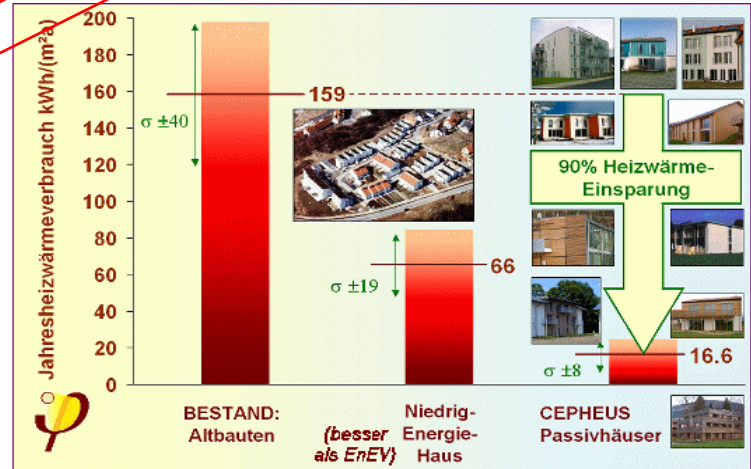 Jahresheizwärmeverbrauch kWh/(m²a)
200
180
160
140
120
100
80
60
40
20
0
σ ±40
159
σ ±19
66
90% Heizwärme-
Einsparung
σ ±8
16.6
BESTAND:
Altbauten
(besser
als EnEV)
Niedrig-
Energie-
Haus
CEPHEUS
Passivhäuser